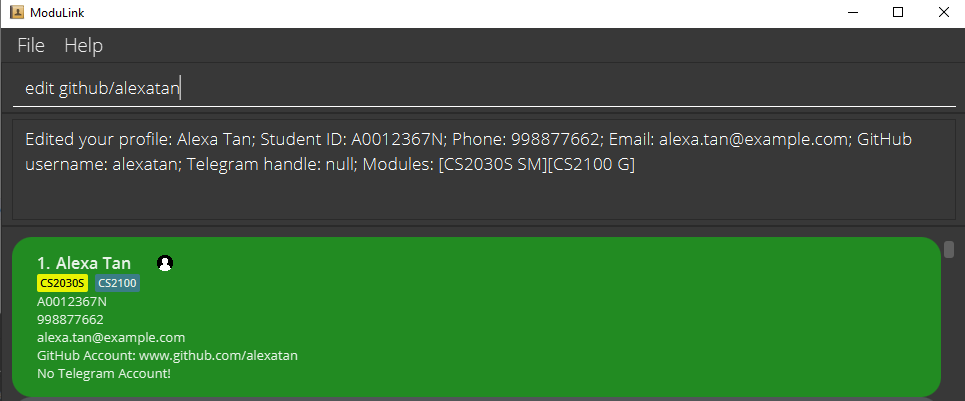 ModuLink
File Help
edit github/alexatan
Edited your profile: Alexa Tan; Student ID: A0012367N; Phone: 998877662; Email: alexa.tan@example.com; GitHub
username: alexatan; Telegram handle: null; Modules: [CS2030S SM][CS2100 G]
1. Alexa Tan
CS2030S CS2100
A0012367N
998877662
alexa.tan@example.com
GitHub Account: www.github.com/alexatan
No Telegram Account!